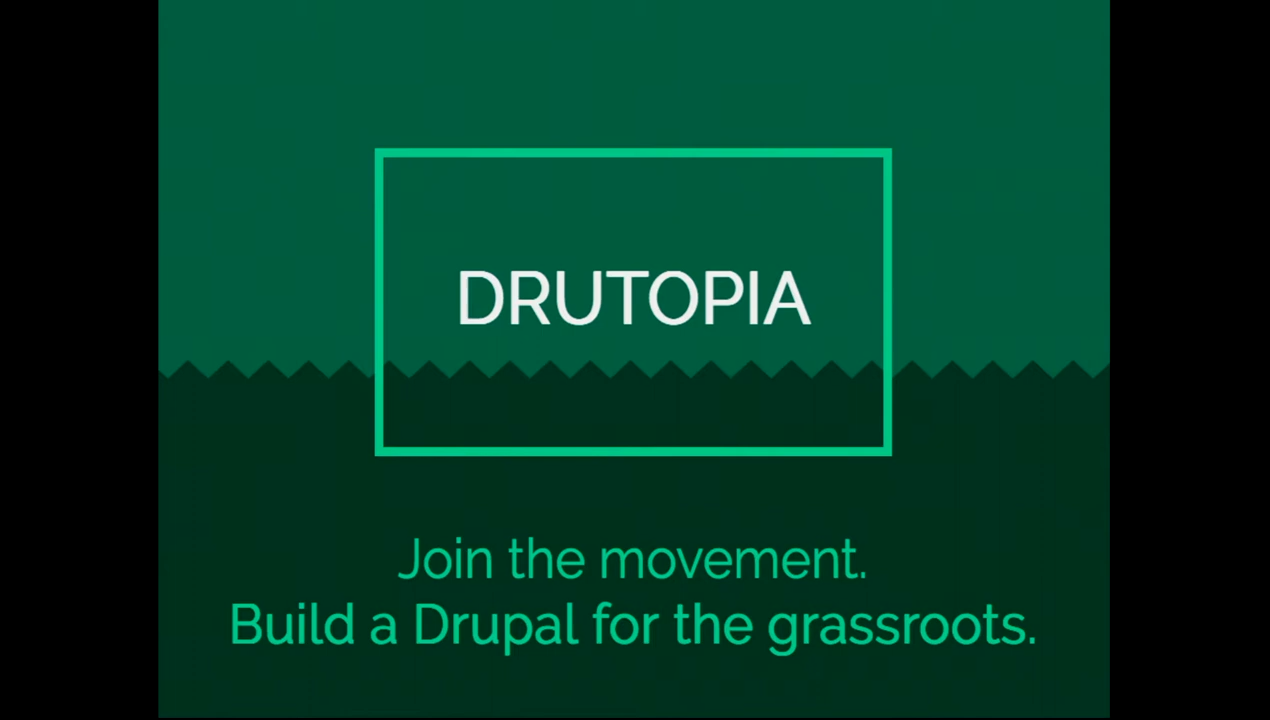 DRUTOPIA
Join the movement.
Build a Drupal for the grassroots.